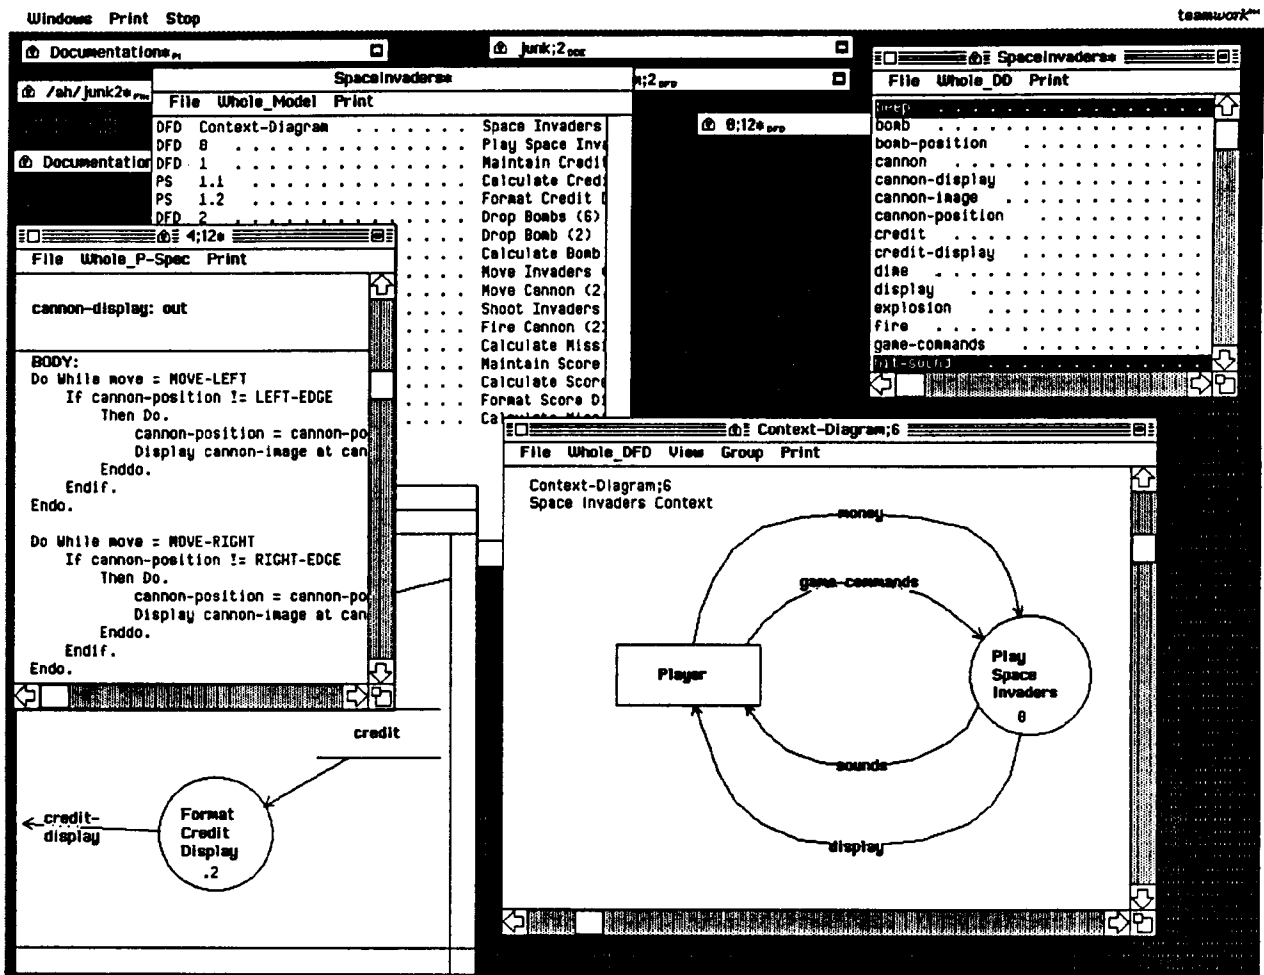 Windows Print Stop
teamwork™
Documentation* PI
junk;2 DDE
/ah/junk2*
;2 DFD
0;12* DFD
Documentation
SpaceInvaders*
File Whole_Model Print
DFD Context-Diagram . . . . . . . Space Invaders
DFD 0 . . . . . . . . . . . . . Play Space Inva
DFD 1 . . . . . . . . . . . . . Maintain Credit
PS 1.1 . . . . . . . . . . . . Calculate Credi
PS 1.2 . . . . . . . . . . . . Format Credit D
DFD 2 . . . . . . . . . . . . . Drop Bombs (6)
. . . . Drop Bomb (2)
. . . . Calculate Bomb
. . . . Move Invaders
. . . . Move Cannon (2
. . . . Shoot Invaders
. . . . Fire Cannon (2)
. . . . Calculate Missi
. . . . Maintain Score
. . . . Calculate Score
. . . . Format Score Di
. . . .
SpaceInvaders*
File Whole_DD Print
beep
bomb
bomb-position
cannon
cannon-display
cannon-image
cannon-position
credit
credit-display
dime
display
explosion
fire
game-commands
4;12*
File Whole_P-Spec Print
cannon-display: out
BODY:
Do While move = MOVE-LEFT
If cannon-position != LEFT-EDGE
Then Do.
cannon-position = cannon-po
Display cannon-image at can
Enddo.
Endif.
Endo.
Do While move = MOVE-RIGHT
If cannon-position != RIGHT-EDGE
Then Do.
cannon-position = cannon-po
Display cannon-image at can
Enddo.
Endif.
Endo.
credit
credit-
display
Format
Credit
Display
.2
Context-Diagram;6
File Whole_DFD View Group Print
Context-Diagram;6
Space Invaders Context
money
game-commands
Player
Play
Space
Invaders
0
sounds
display